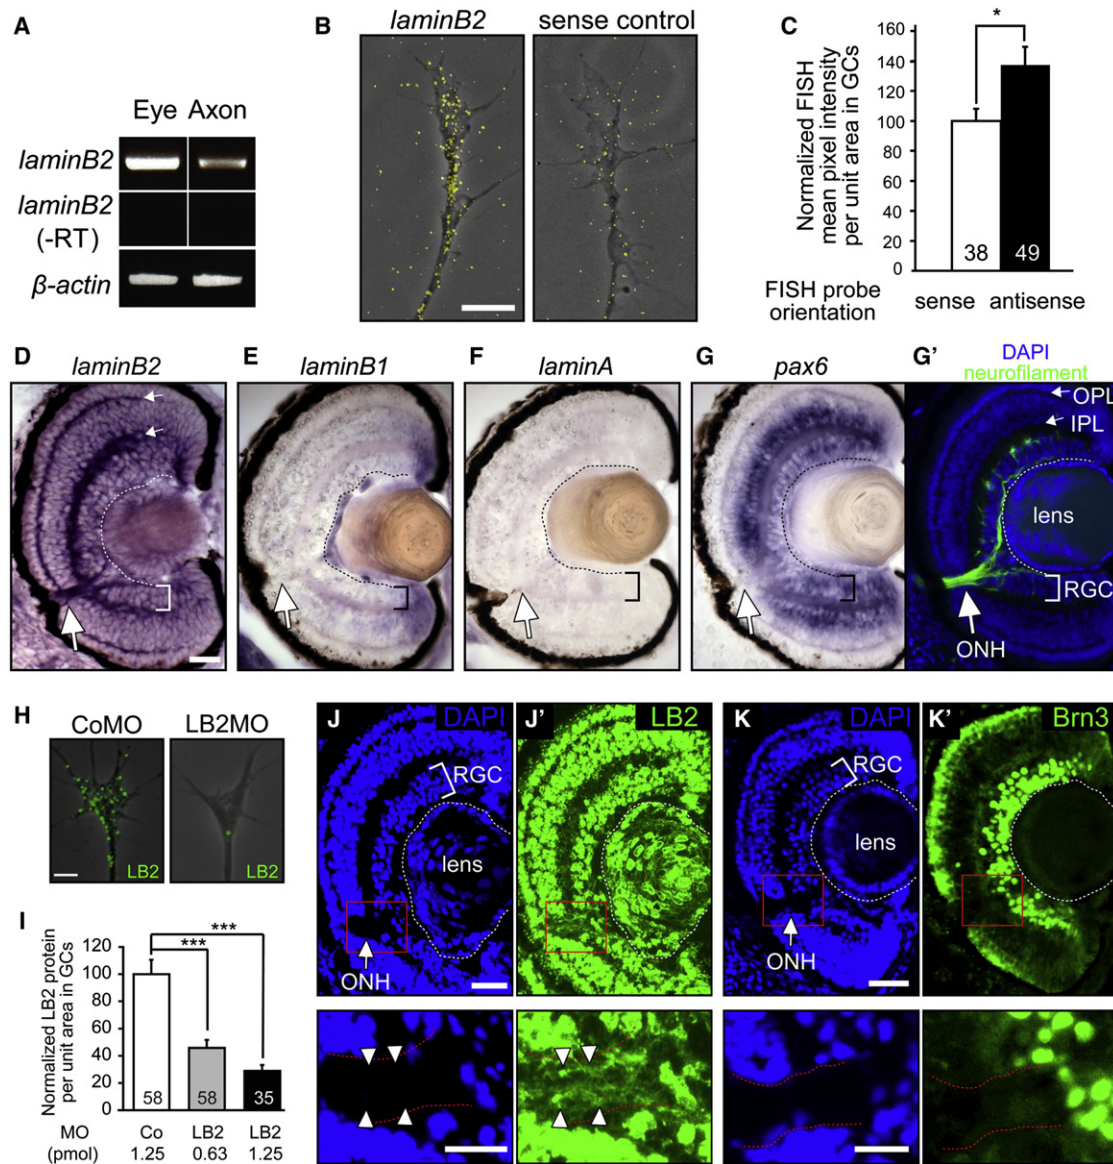 A
Eye Axon
laminB2
laminB2
(-RT)
β-actin
B
laminB2
sense control
C
*
Normalized FISH
mean pixel intensity
per unit area in GCs
160
140
120
100
80
60
40
20
0
38
49
FISH probe
orientation
sense
antisense
D
laminB2
E
laminB1
F
laminA
G
pax6
G'
DAPI
neurofilament
OPL
IPL
lens
RGC
ONH
H
CoMO
LB2MO
LB2
LB2
I
Normalized LB2 protein
per unit area in GCs
120
100
80
60
40
20
0
***
***
58
58
35
MO
(pmol)
Co
1.25
LB2
0.63
LB2
1.25
J
DAPI
RGC
lens
ONH
J'
LB2
K
DAPI
RGC
lens
ONH
K'
Brn3